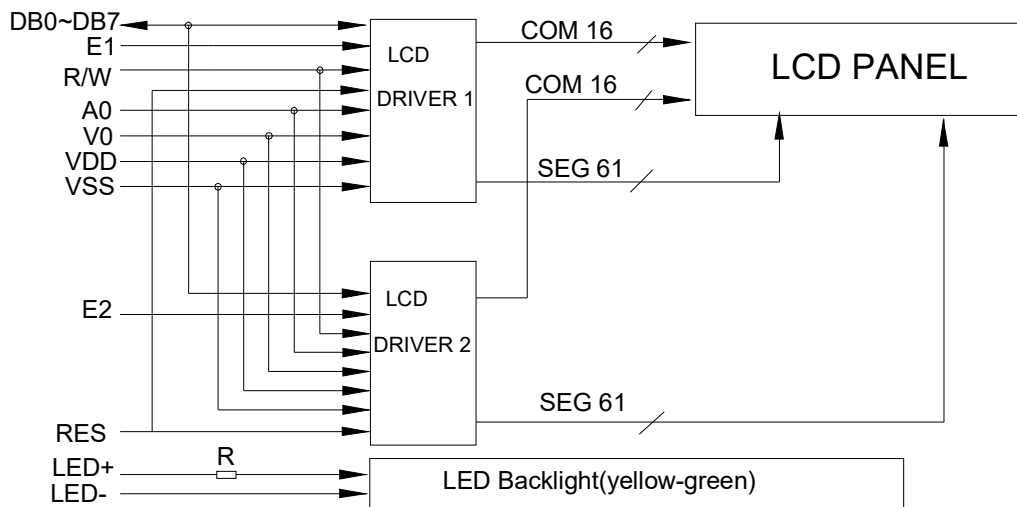 DB0~DB7
E1
R/W
A0
V0
VDD
VSS
E2
RES
LED+
LED-
R
LCD
DRIVER 1
LCD
DRIVER 2
COM 16
COM 16
SEG 61
SEG 61
LCD PANEL
LED Backlight(yellow-green)